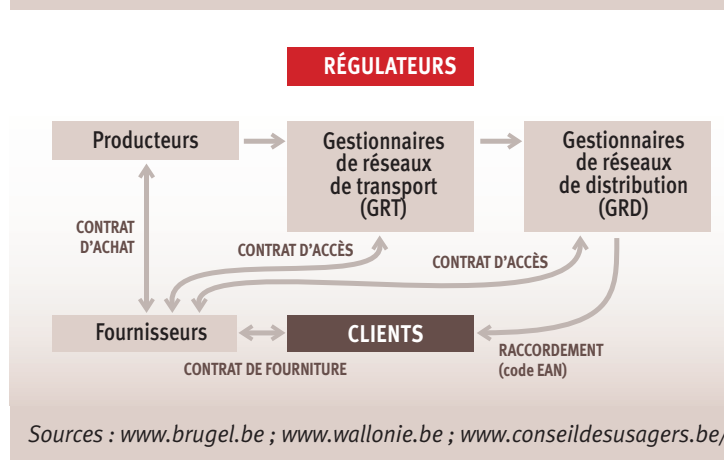 RÉGULATEURS
Producteurs
Gestionnaires
de réseaux
de transport
(GRT)
Gestionnaires
de réseaux
de distribution
(GRD)
CONTRAT
D'ACHAT
CONTRAT D'ACCÈS
CONTRAT D'ACCÈS
Fournisseurs
CLIENTS
CONTRAT DE FOURNITURE
RACCORDEMENT
(code EAN)
Sources : www.brugel.be ; www.wallonie.be ; www.conseildesusagers.be/